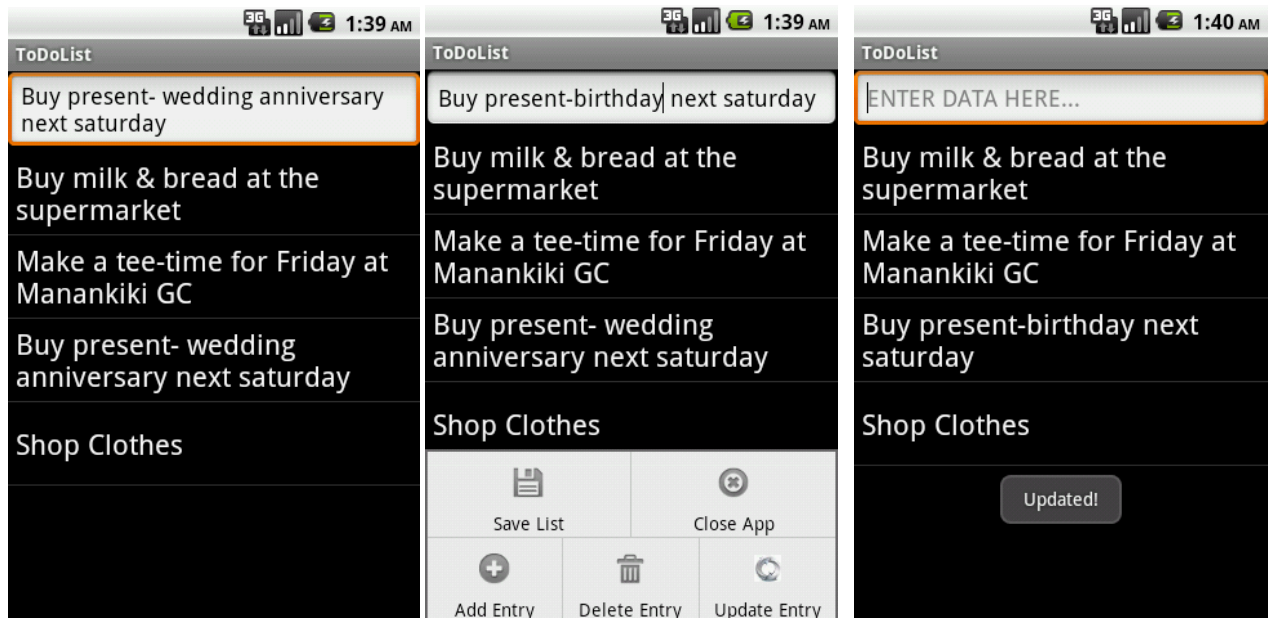 3G 1:39 AM
ToDoList
Buy present- wedding anniversary
next saturday
Buy milk & bread at the
supermarket
Make a tee-time for Friday at
Manankiki GC
Buy present- wedding
anniversary next saturday
Shop Clothes
3G 1:39 AM
ToDoList
Buy present-birthday next saturday
Buy milk & bread at the
supermarket
Make a tee-time for Friday at
Manankiki GC
Buy present- wedding
anniversary next saturday
Shop Clothes
Save List
Close App
Add Entry
Delete Entry
Update Entry
3G 1:40 AM
ToDoList
ENTER DATA HERE...
Buy milk & bread at the
supermarket
Make a tee-time for Friday at
Manankiki GC
Buy present-birthday next
saturday
Shop Clothes
Updated!